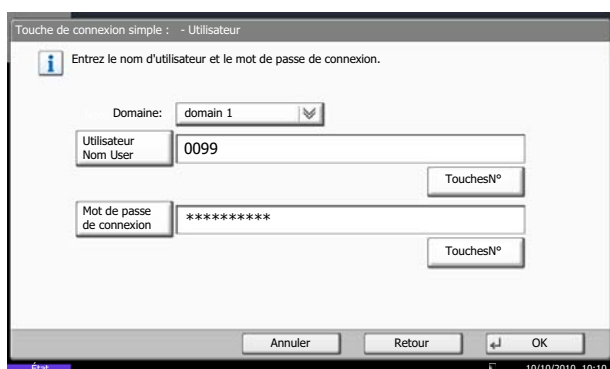 Touche de connexion simple : - Utilisateur
Entrez le nom d'utilisateur et le mot de passe de connexion.
Domaine: domain 1
Utilisateur
Nom User
0099
TouchesN°
Mot de passe
de connexion
**********
TouchesN°
Annuler Retour OK
État 10/10/2010 10:10